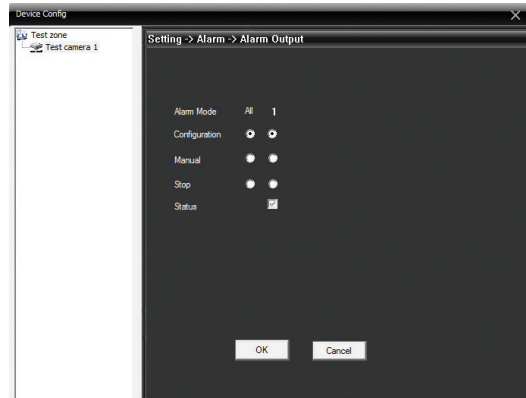 Device Config
Test zone
Test camera 1
Setting -> Alarm -> Alarm Output
Alarm Mode All 1
Configuration
Manual
Stop
Status
OK Cancel